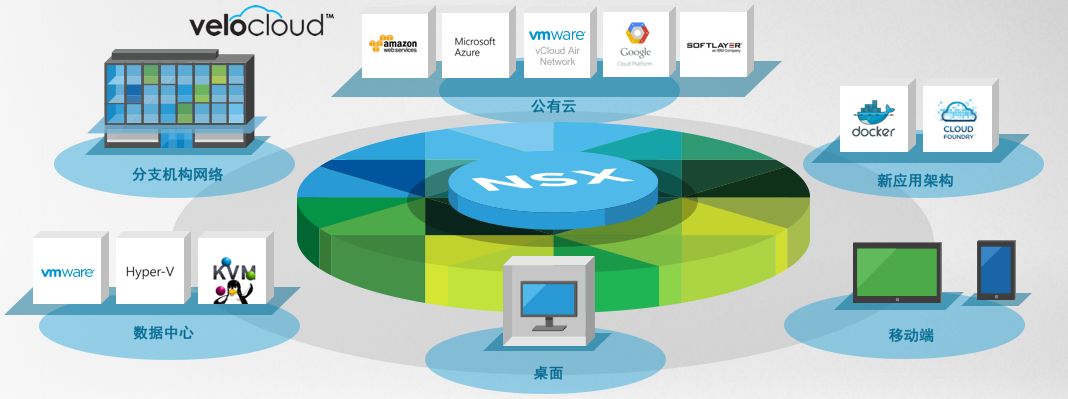 velocloud™
amazon
web services
Microsoft
Azure
vmware®
vCloud Air
Network
Google
Cloud Platform
SOFTLAYER®
an IBM Company
公有云
分支机构网络
docker
CLOUD
FOUNDRY
新应用架构
NSX
vmware®
Hyper-V
KVM
数据中心
移动端
桌面